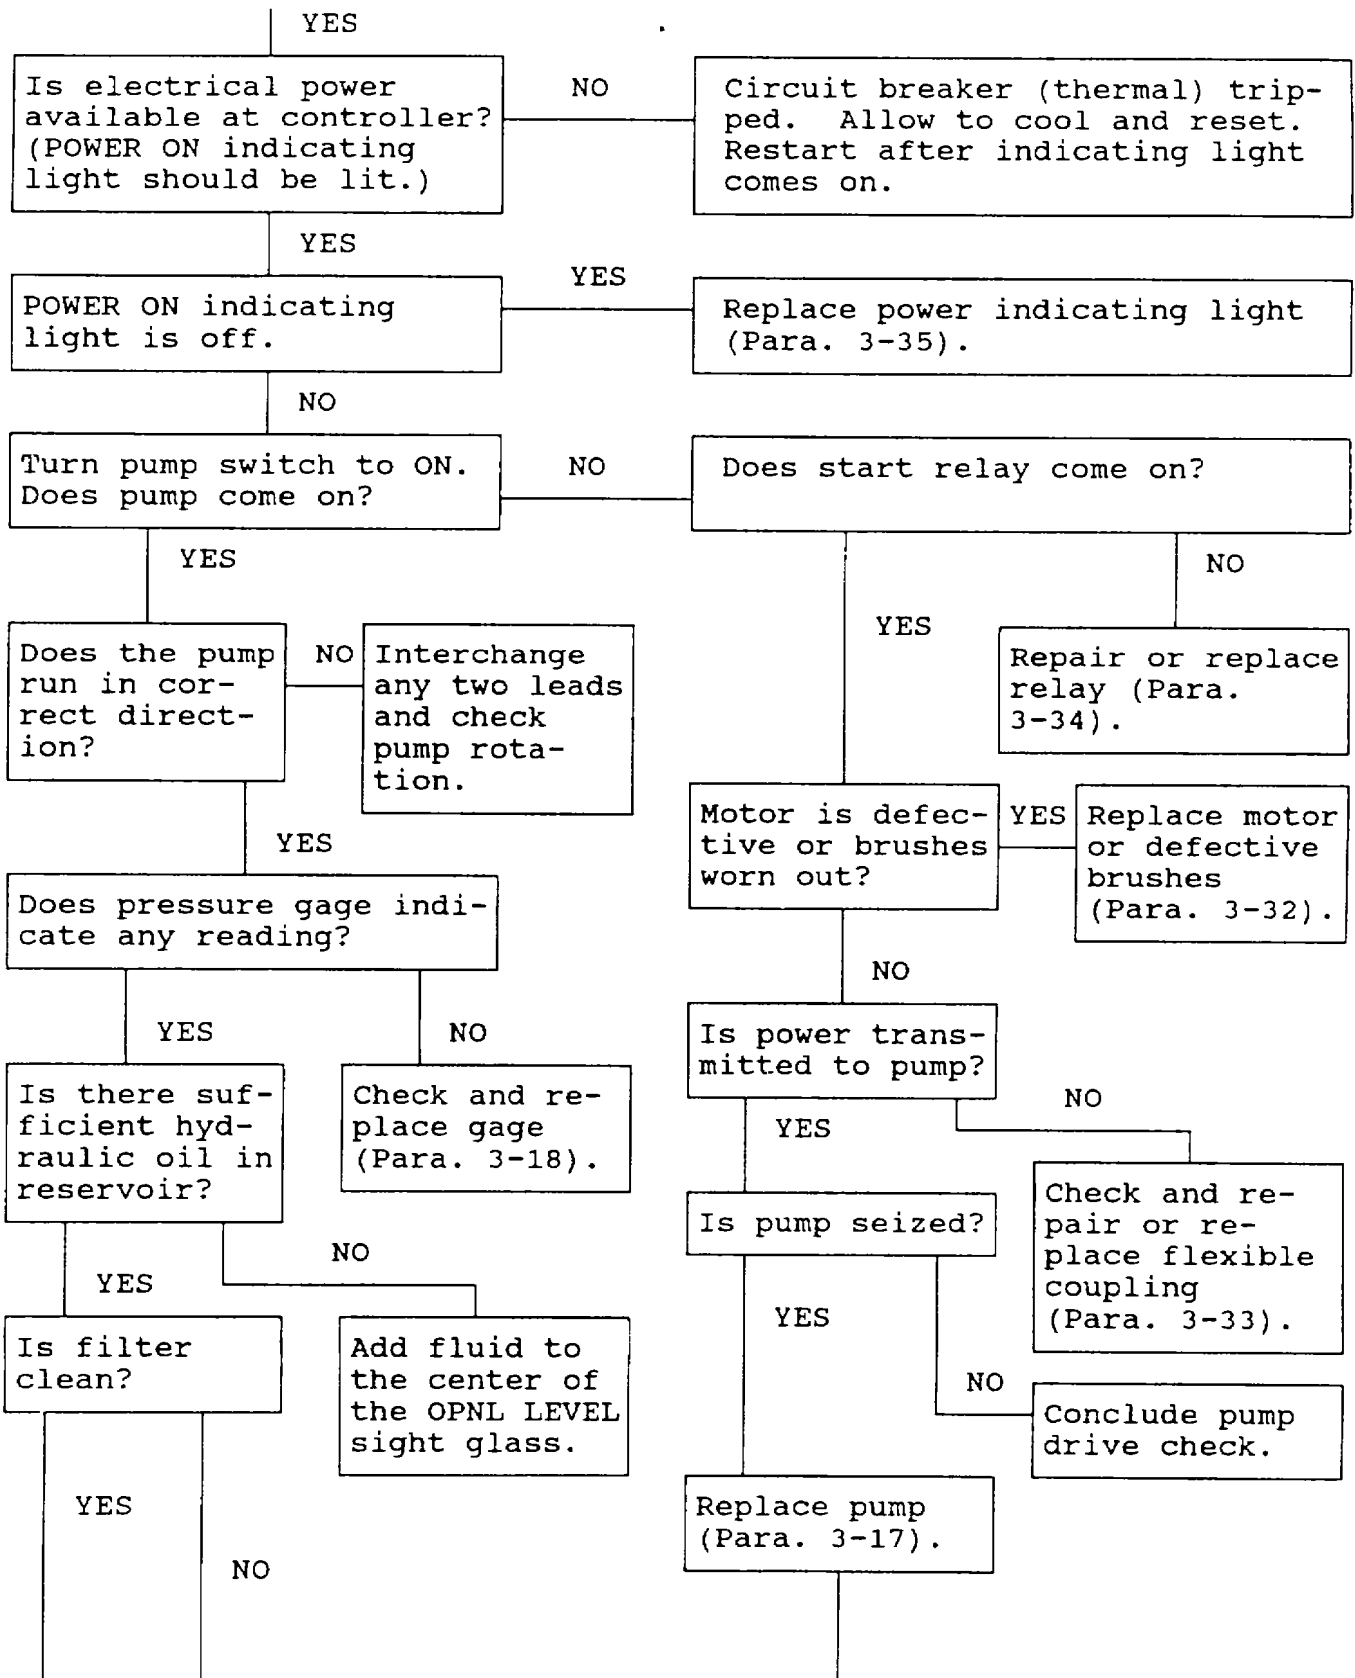 YES
Is electrical power
available at controller?
(POWER ON indicating
light should be lit.)
NO
Circuit breaker (thermal) trip-
ped. Allow to cool and reset.
Restart after indicating light
comes on.
YES
POWER ON indicating
light is off.
YES
Replace power indicating light
(Para. 3-35).
NO
Turn pump switch to ON.
Does pump come on?
NO
Does start relay come on?
YES
Does the pump
run in cor-
rect direct-
ion?
NO
Interchange
any two leads
and check
pump rota-
tion.
YES
NO
Repair or replace
relay (Para.
3-34).
YES
Motor is defec-
tive or brushes
worn out?
YES
Replace motor
or defective
brushes
(Para. 3-32).
Does pressure gage indi-
cate any reading?
NO
YES
NO
Is power trans-
mitted to pump?
Is there suf-
ficient hyd-
raulic oil in
reservoir?
Check and re-
place gage
(Para. 3-18).
YES
NO
Is pump seized?
Check and re-
pair or re-
place flexible
coupling
(Para. 3-33).
YES
NO
Is filter
clean?
Add fluid to
the center of
the OPNL LEVEL
sight glass.
YES
NO
Conclude pump
drive check.
YES
NO
Replace pump
(Para. 3-17).